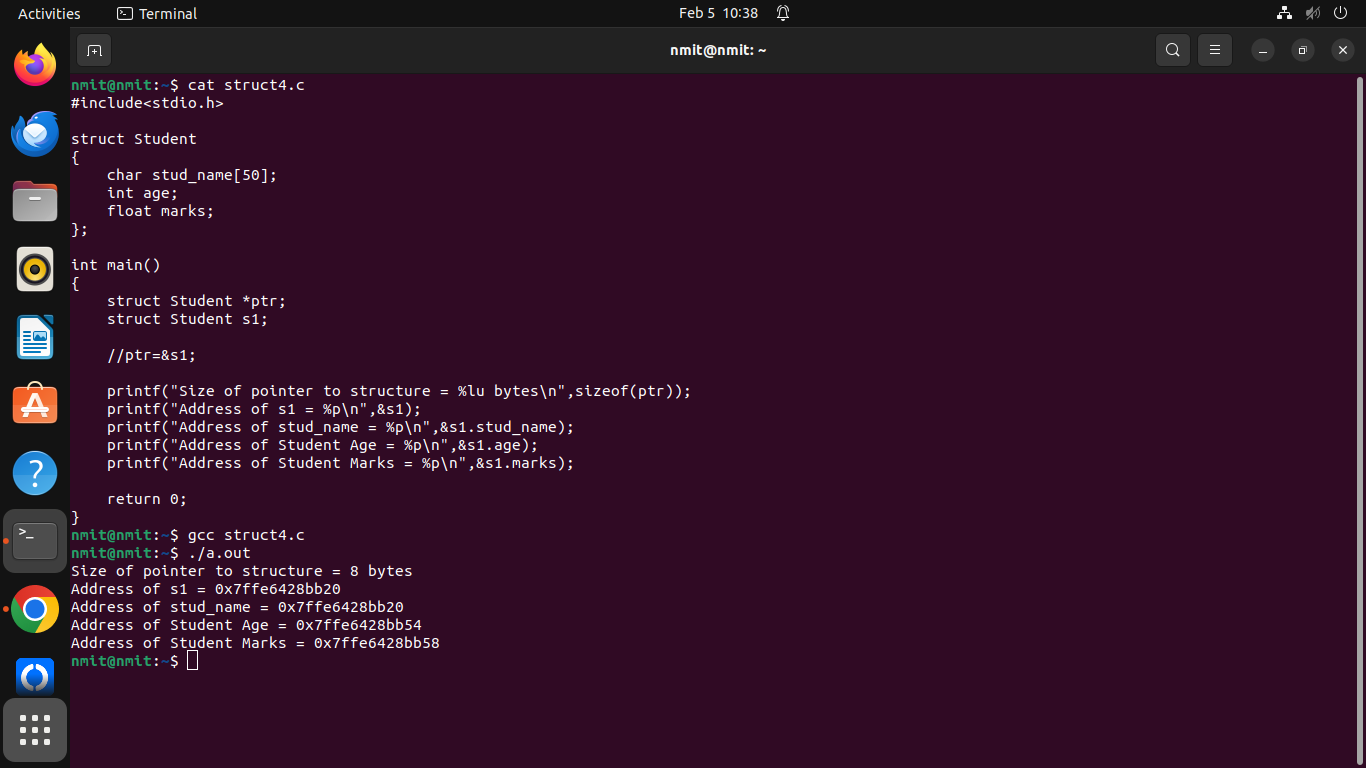 Activities
Terminal
Feb 5 10:38
nmit@nmit: ~
nmit@nmit:~$ cat struct4.c
#include<stdio.h>

struct Student
{
    char stud_name[50];
    int age;
    float marks;
};

int main()
{
    struct Student *ptr;
    struct Student s1;

    //ptr=&s1;

    printf("Size of pointer to structure = %lu bytes\n",sizeof(ptr));
    printf("Address of s1 = %p\n",&s1);
    printf("Address of stud_name = %p\n",&s1.stud_name);
    printf("Address of Student Age = %p\n",&s1.age);
    printf("Address of Student Marks = %p\n",&s1.marks);

    return 0;
}
nmit@nmit:~$ gcc struct4.c
nmit@nmit:~$ ./a.out
Size of pointer to structure = 8 bytes
Address of s1 = 0x7ffe6428bb20
Address of stud_name = 0x7ffe6428bb20
Address of Student Age = 0x7ffe6428bb54
Address of Student Marks = 0x7ffe6428bb58
nmit@nmit:~$